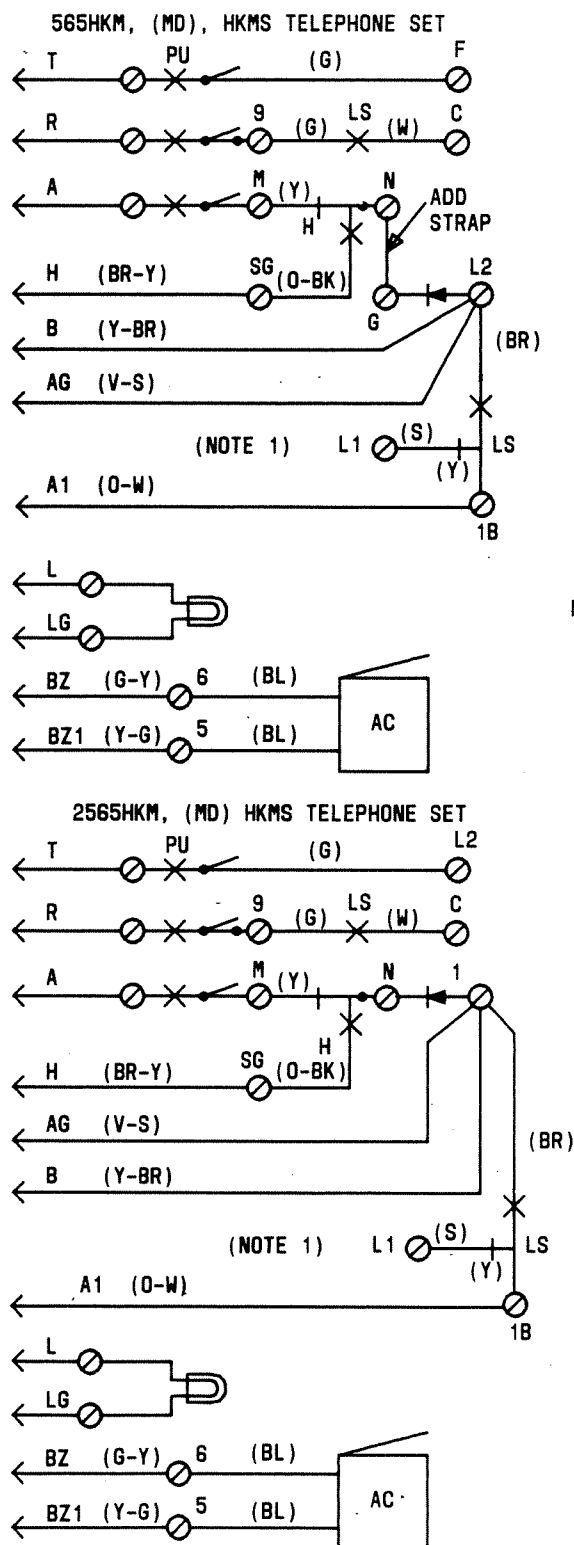 565HKM, (MD), HKMS TELEPHONE SET
T PU (G) F
R 9 (G) LS (W) C
A M (Y) H N ADD STRAP
H (BR-Y) SG (O-BK) G L2
B (Y-BR) (BR)
AG (V-S)
(NOTE 1) L1 (S) (Y) LS
A1 (O-W) 1B
L
LG
BZ (G-Y) 6 (BL)
AC
BZ1 (Y-G) 5 (BL)
2565HKM, (MD) HKMS TELEPHONE SET
T PU (G) L2
R 9 (G) LS (W) C
A M (Y) N 1
H (BR-Y) SG (O-BK) H
AG (V-S) (BR)
B (Y-BR)
(NOTE 1) L1 (S) (Y) LS
A1 (O-W) 1B
L
LG
BZ (G-Y) 6 (BL)
AC
BZ1 (Y-G) 5 (BL)